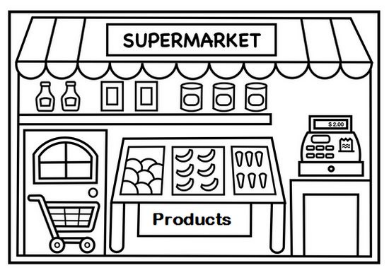 SUPERMARKET
$ 2.00
Products